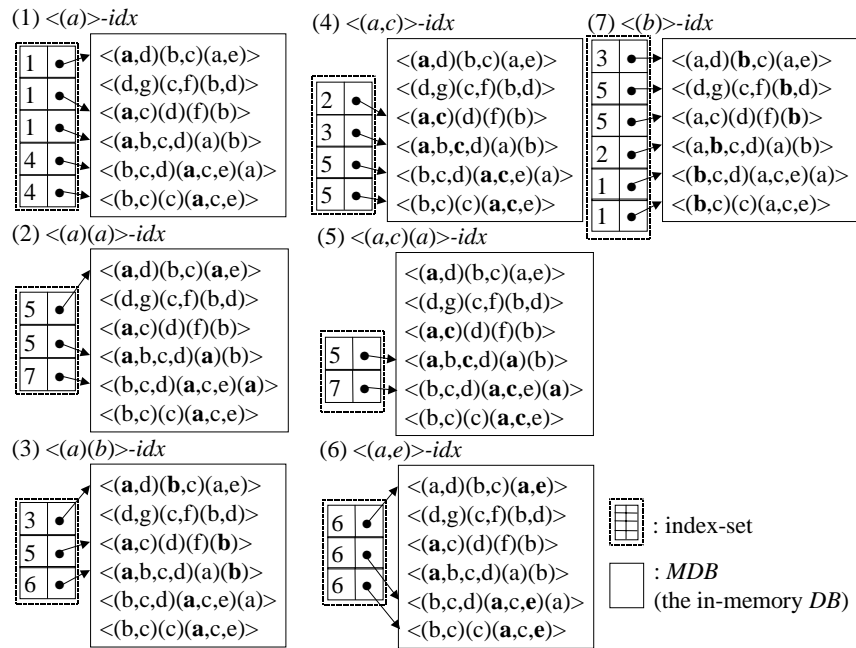 (1) <(a)>-idx
1
1
1
4
4
<(a,d)(b,c)(a,e)>
<(d,g)(c,f)(b,d)>
<(a,c)(d)(f)(b)>
<(a,b,c,d)(a)(b)>
<(b,c,d)(a,c,e)(a)>
<(b,c)(c)(a,c,e)>
(4) <(a,c)>-idx
2
3
5
5
<(a,d)(b,c)(a,e)>
<(d,g)(c,f)(b,d)>
<(a,c)(d)(f)(b)>
<(a,b,c,d)(a)(b)>
<(b,c,d)(a,c,e)(a)>
<(b,c)(c)(a,c,e)>
(7) <(b)>-idx
3
5
5
2
1
1
<(a,d)(b,c)(a,e)>
<(d,g)(c,f)(b,d)>
<(a,c)(d)(f)(b)>
<(a,b,c,d)(a)(b)>
<(b,c,d)(a,c,e)(a)>
<(b,c)(c)(a,c,e)>
(2) <(a)(a)>-idx
5
5
7
<(a,d)(b,c)(a,e)>
<(d,g)(c,f)(b,d)>
<(a,c)(d)(f)(b)>
<(a,b,c,d)(a)(b)>
<(b,c,d)(a,c,e)(a)>
<(b,c)(c)(a,c,e)>
(5) <(a,c)(a)>-idx
5
7
<(a,d)(b,c)(a,e)>
<(d,g)(c,f)(b,d)>
<(a,c)(d)(f)(b)>
<(a,b,c,d)(a)(b)>
<(b,c,d)(a,c,e)(a)>
<(b,c)(c)(a,c,e)>
(3) <(a)(b)>-idx
3
5
6
<(a,d)(b,c)(a,e)>
<(d,g)(c,f)(b,d)>
<(a,c)(d)(f)(b)>
<(a,b,c,d)(a)(b)>
<(b,c,d)(a,c,e)(a)>
<(b,c)(c)(a,c,e)>
(6) <(a,e)>-idx
6
6
6
<(a,d)(b,c)(a,e)>
<(d,g)(c,f)(b,d)>
<(a,c)(d)(f)(b)>
<(a,b,c,d)(a)(b)>
<(b,c,d)(a,c,e)(a)>
<(b,c)(c)(a,c,e)>
: index-set
: MDB
(the in-memory DB)